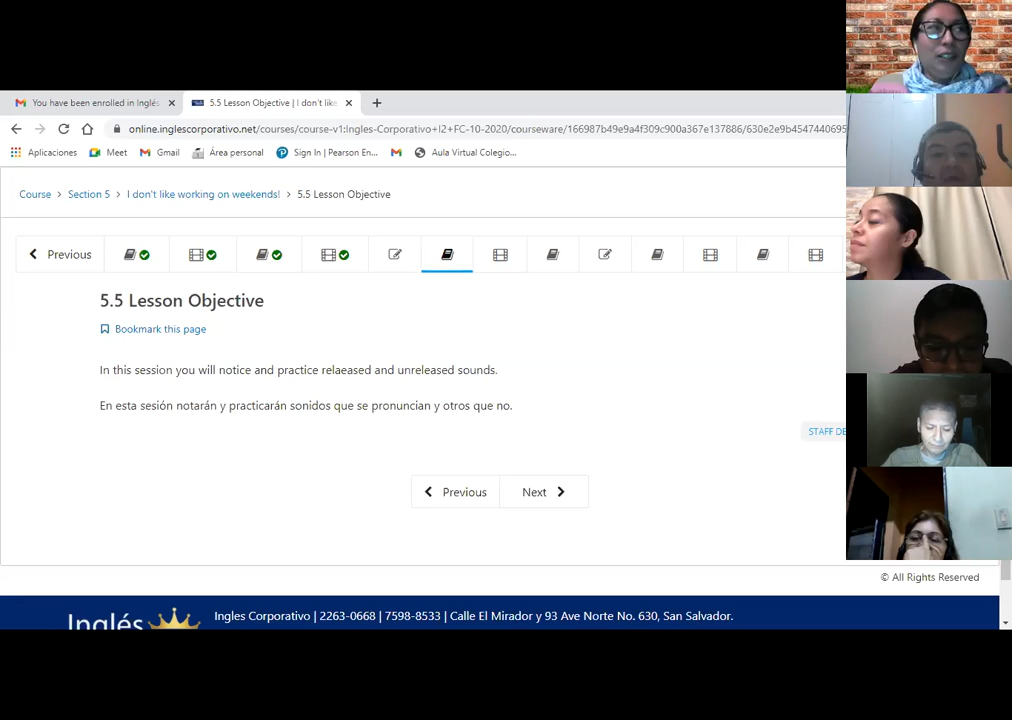 You have been enrolled in Inglés
5.5 Lesson Objective | I don't like
online.inglescorporativo.net/courses/course-v1:Ingles-Corporativo+I2+FC-10-2020/courseware/166987b49e9a4f309c900a367e137886/630e2e9b4547440695
Aplicaciones Meet Gmail Área personal Sign In | Pearson En... Aula Virtual Colegio...
Course > Section 5 > I don't like working on weekends! > 5.5 Lesson Objective
Previous
5.5 Lesson Objective
Bookmark this page
In this session you will notice and practice relaeased and unreleased sounds.
En esta sesión notarán y practicarán sonidos que se pronuncian y otros que no.
STAFF DE
Previous Next
© All Rights Reserved
Inglés
Ingles Corporativo | 2263-0668 | 7598-8533 | Calle El Mirador y 93 Ave Norte No. 630, San Salvador.